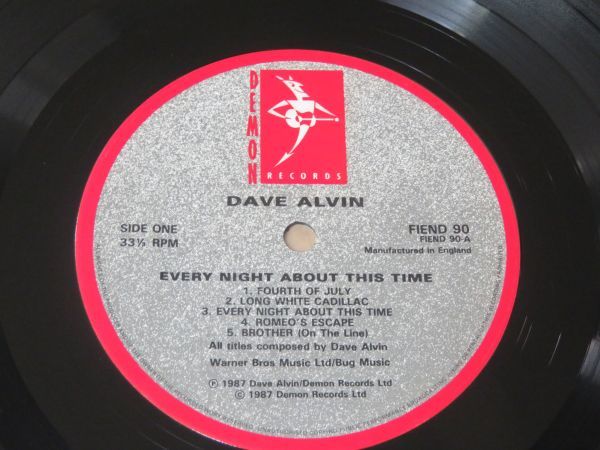 DEMON
RECORDS
DAVE ALVIN
SIDE ONE
33⅓ RPM
FIEND 90
FIEND 90-A
Manufactured in England
EVERY NIGHT ABOUT THIS TIME
1. FOURTH OF JULY
2. LONG WHITE CADILLAC
3. EVERY NIGHT ABOUT THIS TIME
4. ROMEO'S ESCAPE
5. BROTHER (On The Line)
All titles composed by Dave Alvin
Warner Bros Music Ltd/Bug Music
℗ 1987 Dave Alvin/Demon Records Ltd
© 1987 Demon Records Ltd